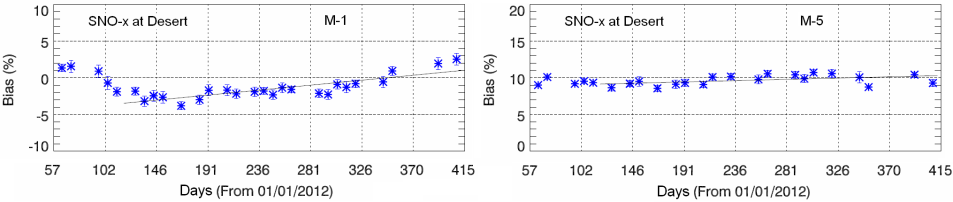 10
5
0
-5
-10
Bias (%)
SNO-x at Desert
M-1
57 102 146 191 236 281 326 370 415
Days (From 01/01/2012)
20
15
10
5
0
Bias (%)
SNO-x at Desert
M-5
57 102 146 191 236 281 326 370 415
Days (From 01/01/2012)